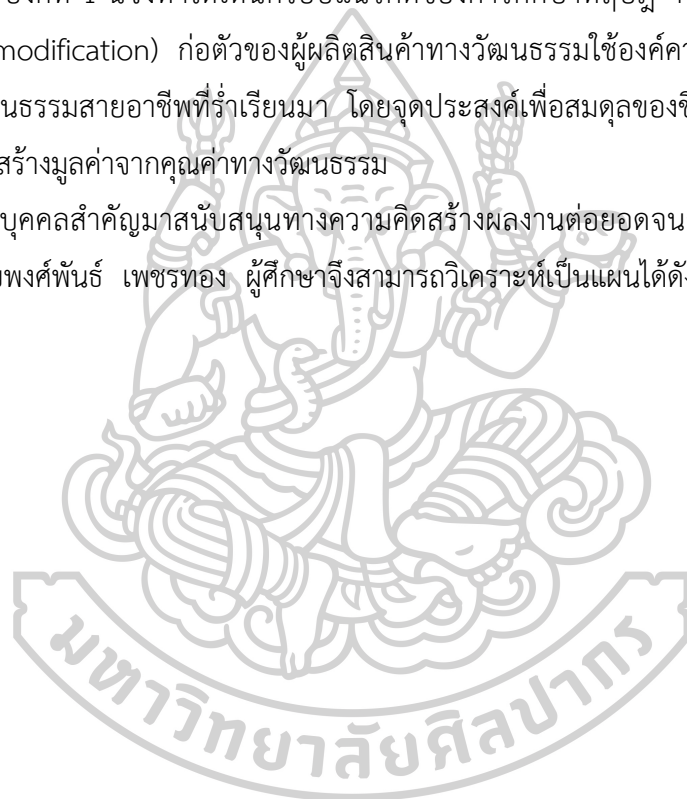 modification) ก่อตัวของผู้ผลิตสินค้าทางวัฒนธรรมใช้องค์คว
นธรรมสายอาชีพที่ร่ำเรียนมา โดยจุดประสงค์เพื่อสมดุลของชี
สร้างมูลค่าจากคุณค่าทางวัฒนธรรม
บุคคลสำคัญมาสนับสนุนทางความคิดสร้างผลงานต่อยอดจน
พงศ์พันธ์ เพชรทอง ผู้ศึกษาจึงสามารถวิเคราะห์เป็นแผนได้ดัง
มหาวิทยาลัยศิลปากร